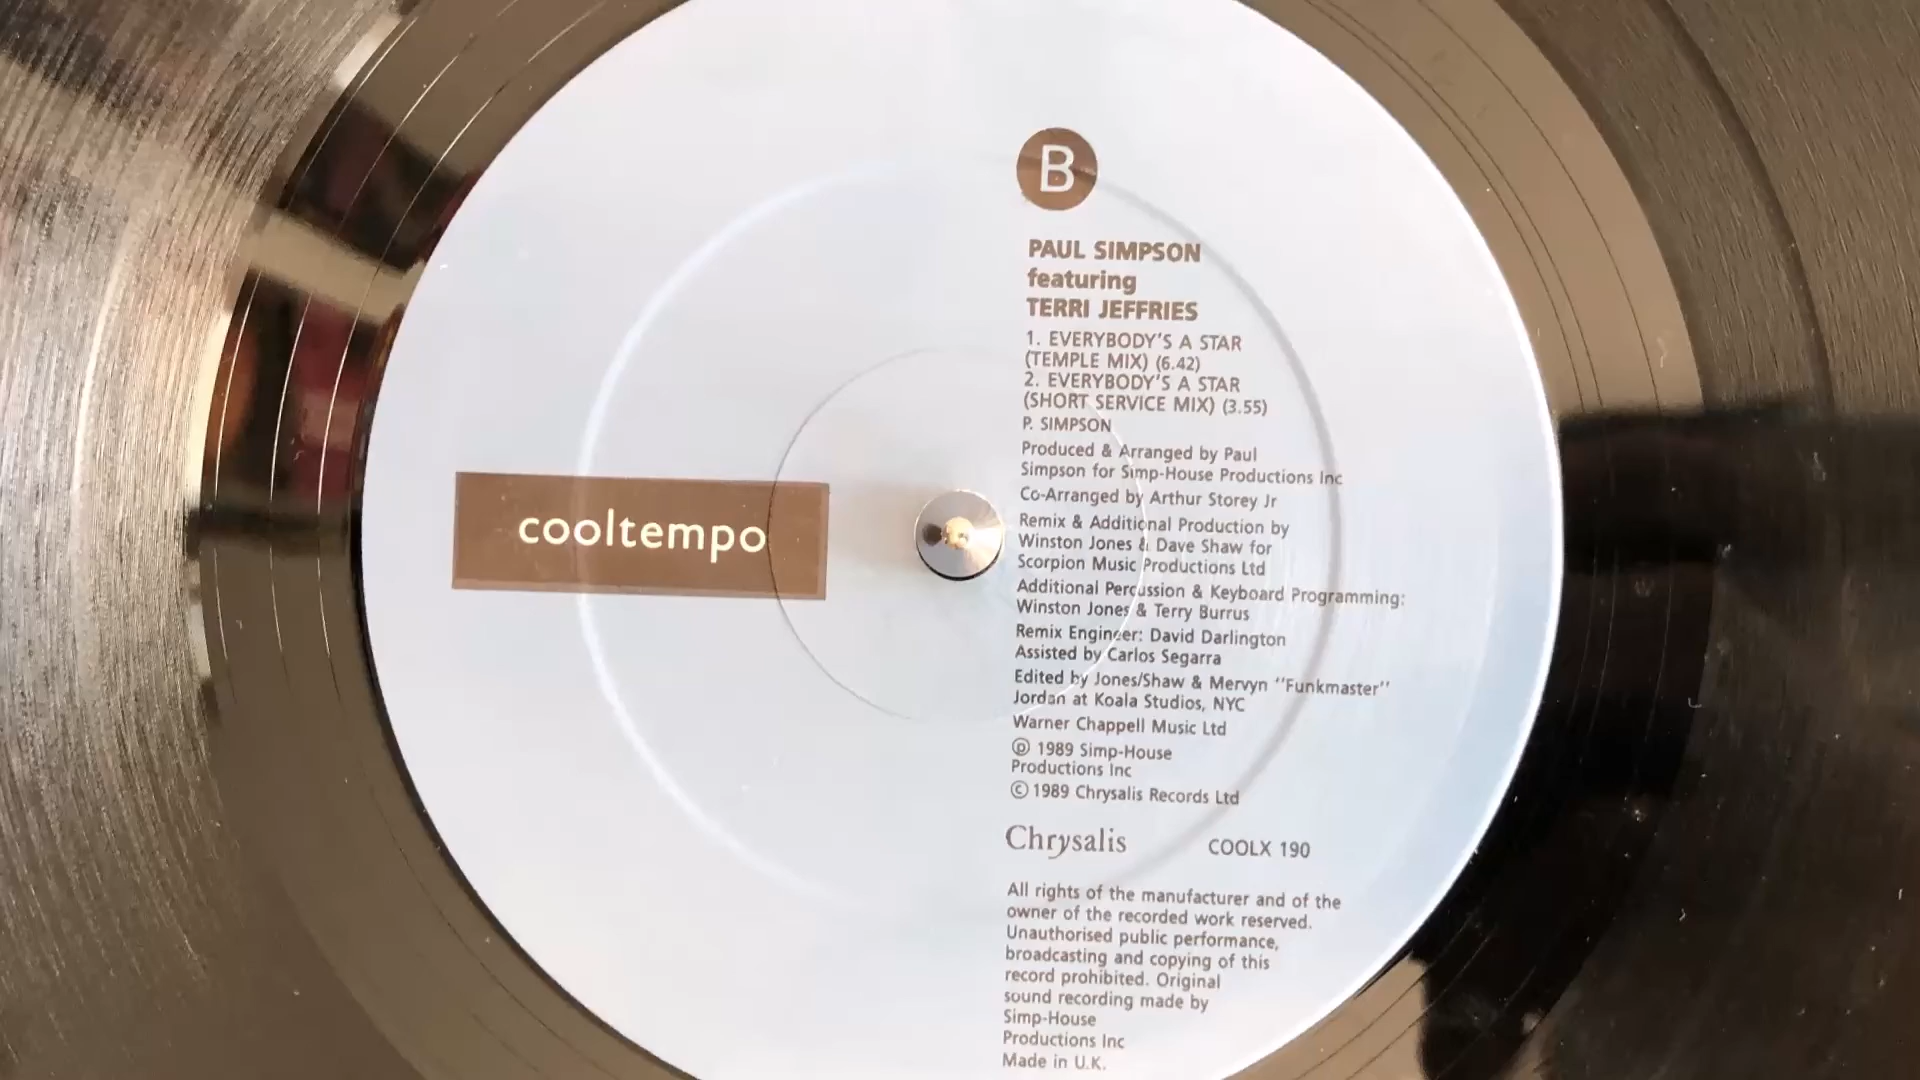 B
PAUL SIMPSON
featuring
TERRI JEFFRIES
1. EVERYBODY'S A STAR
(TEMPLE MIX) (6.42)
2. EVERYBODY'S A STAR
(SHORT SERVICE MIX) (3.55)
P. SIMPSON
Produced & Arranged by Paul
Simpson for Simp-House Productions Inc
Co-Arranged by Arthur Storey Jr
Remix & Additional Production by
Winston Jones & Dave Shaw for
Scorpion Music Productions Ltd
Additional Percussion & Keyboard Programming:
Winston Jones & Terry Burrus
Remix Engineer: David Darlington
Assisted by Carlos Segarra
Edited by Jones/Shaw & Mervyn ''Funkmaster''
Jordan at Koala Studios, NYC
Warner Chappell Music Ltd
℗ 1989 Simp-House
Productions Inc
© 1989 Chrysalis Records Ltd
cooltempo
Chrysalis COOLX 190
All rights of the manufacturer and of the
owner of the recorded work reserved.
Unauthorised public performance,
broadcasting and copying of this
record prohibited. Original
sound recording made by
Simp-House
Productions Inc
Made in U.K.